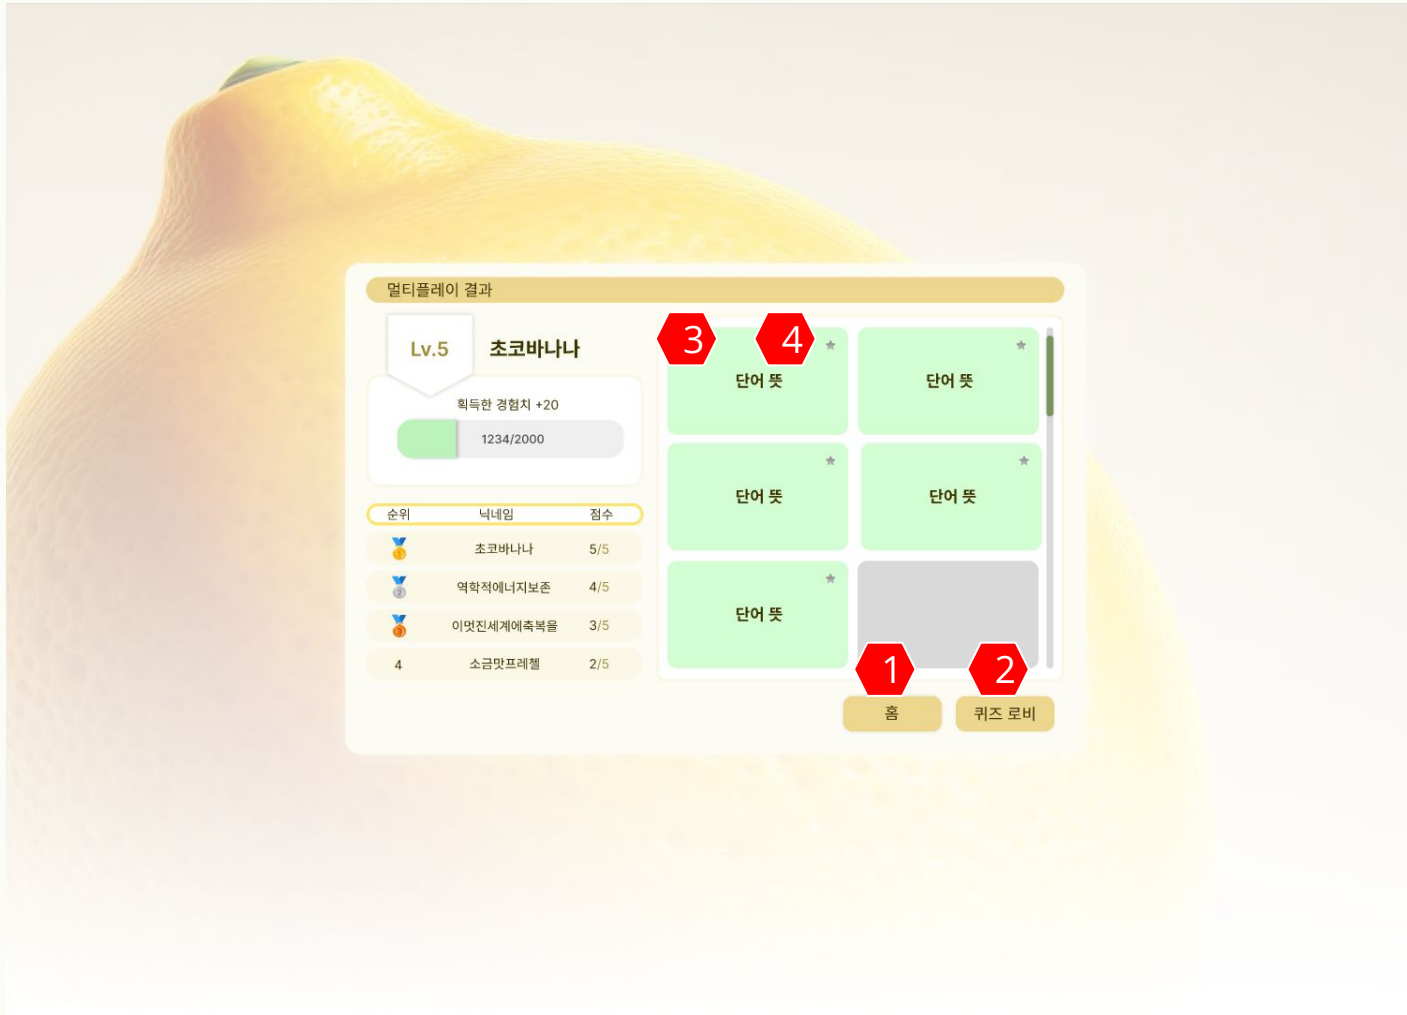 멀티플레이 결과
Lv.5
초코바나나
획득한 경험치 +20
1234/2000
순위 닉네임 점수
1 초코바나나 5/5
2 역학적에너지보존 4/5
3 이멋진세계에축복을 3/5
4 소금맛프레첼 2/5
3
4
단어 뜻
단어 뜻
단어 뜻
단어 뜻
단어 뜻
1
2
홈
퀴즈 로비